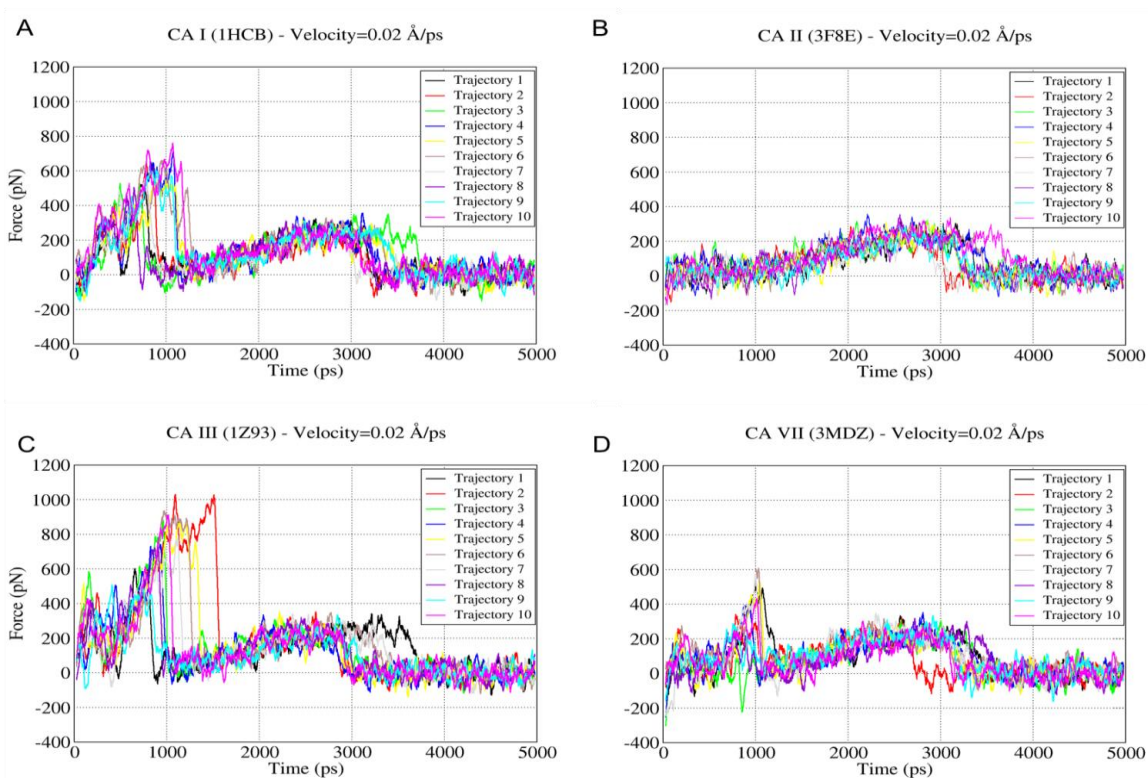 A
CA I (1HCB) - Velocity=0.02 Å/ps
1200
1000
800
600
400
200
0
-200
-400
Force (pN)
0 1000 2000 3000 4000 5000
Time (ps)
Trajectory 1
Trajectory 2
Trajectory 3
Trajectory 4
Trajectory 5
Trajectory 6
Trajectory 7
Trajectory 8
Trajectory 9
Trajectory 10
B
CA II (3F8E) - Velocity=0.02 Å/ps
1200
1000
800
600
400
200
0
-200
-400
0 1000 2000 3000 4000 5000
Time (ps)
Trajectory 1
Trajectory 2
Trajectory 3
Trajectory 4
Trajectory 5
Trajectory 6
Trajectory 7
Trajectory 8
Trajectory 9
Trajectory 10
C
CA III (1Z93) - Velocity=0.02 Å/ps
1200
1000
800
600
400
200
0
-200
-400
Force (pN)
0 1000 2000 3000 4000 5000
Time (ps)
Trajectory 1
Trajectory 2
Trajectory 3
Trajectory 4
Trajectory 5
Trajectory 6
Trajectory 7
Trajectory 8
Trajectory 9
Trajectory 10
D
CA VII (3MDZ) - Velocity=0.02 Å/ps
1200
1000
800
600
400
200
0
-200
-400
0 1000 2000 3000 4000 5000
Time (ps)
Trajectory 1
Trajectory 2
Trajectory 3
Trajectory 4
Trajectory 5
Trajectory 6
Trajectory 7
Trajectory 8
Trajectory 9
Trajectory 10